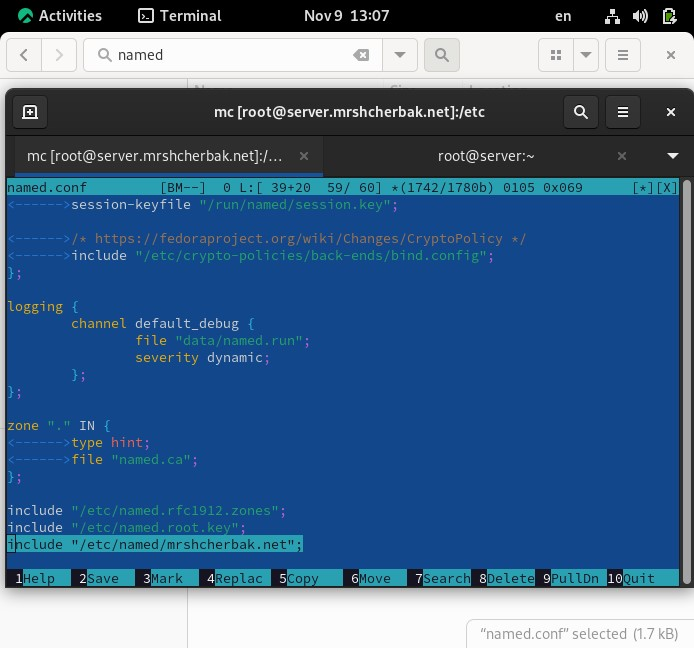 Activities Terminal Nov 9 13:07 en
named
mc [root@server.mrshcherbak.net]:/etc
mc [root@server.mrshcherbak.net]:/... root@server:~
named.conf [BM--] 0 L:[ 39+20 59/ 60] *(1742/1780b) 0105 0x069 [*][X]
<------>session-keyfile "/run/named/session.key";
<------>/* https://fedoraproject.org/wiki/Changes/CryptoPolicy */
<------>include "/etc/crypto-policies/back-ends/bind.config";
};
logging {
channel default_debug {
file "data/named.run";
severity dynamic;
};
};
zone "." IN {
<------>type hint;
<------>file "named.ca";
};
include "/etc/named.rfc1912.zones";
include "/etc/named.root.key";
include "/etc/named/mrshcherbak.net";
1Help 2Save 3Mark 4Replac 5Copy 6Move 7Search 8Delete 9PullDn 10Quit
“named.conf” selected (1.7 kB)